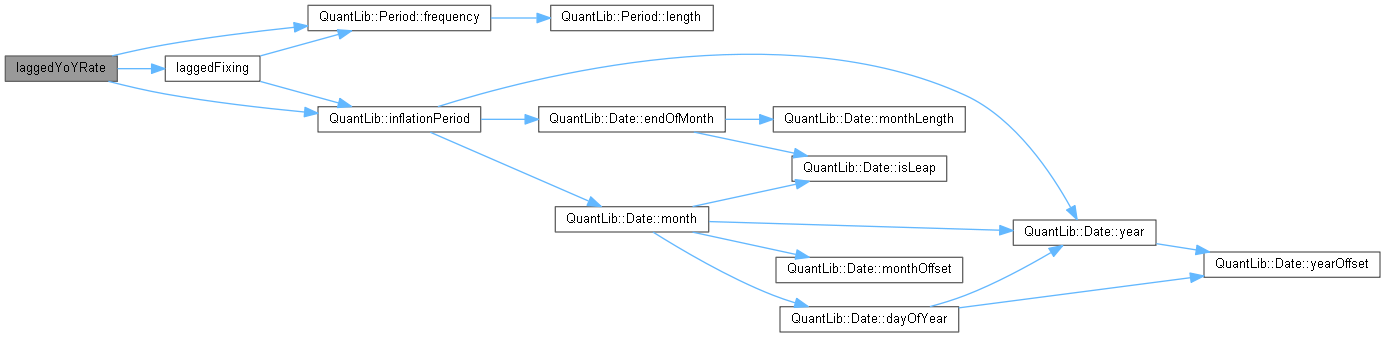 QuantLib::Period::frequency
QuantLib::Period::length
laggedYoYRate
laggedFixing
QuantLib::inflationPeriod
QuantLib::Date::endOfMonth
QuantLib::Date::monthLength
QuantLib::Date::isLeap
QuantLib::Date::month
QuantLib::Date::year
QuantLib::Date::monthOffset
QuantLib::Date::yearOffset
QuantLib::Date::dayOfYear